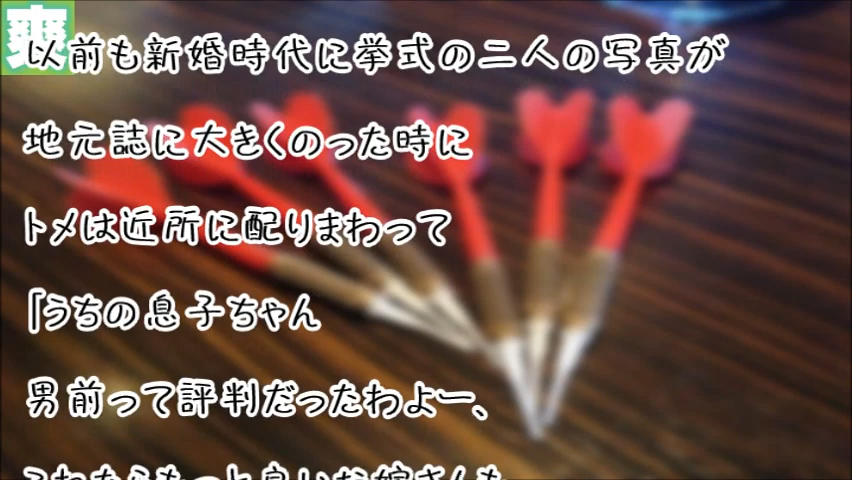 爽
以前も新婚時代に挙式の二人の写真が
地元誌に大きくのった時に
トメは近所に配りまわって
「うちの息子ちゃん
男前って評判だったわよー、